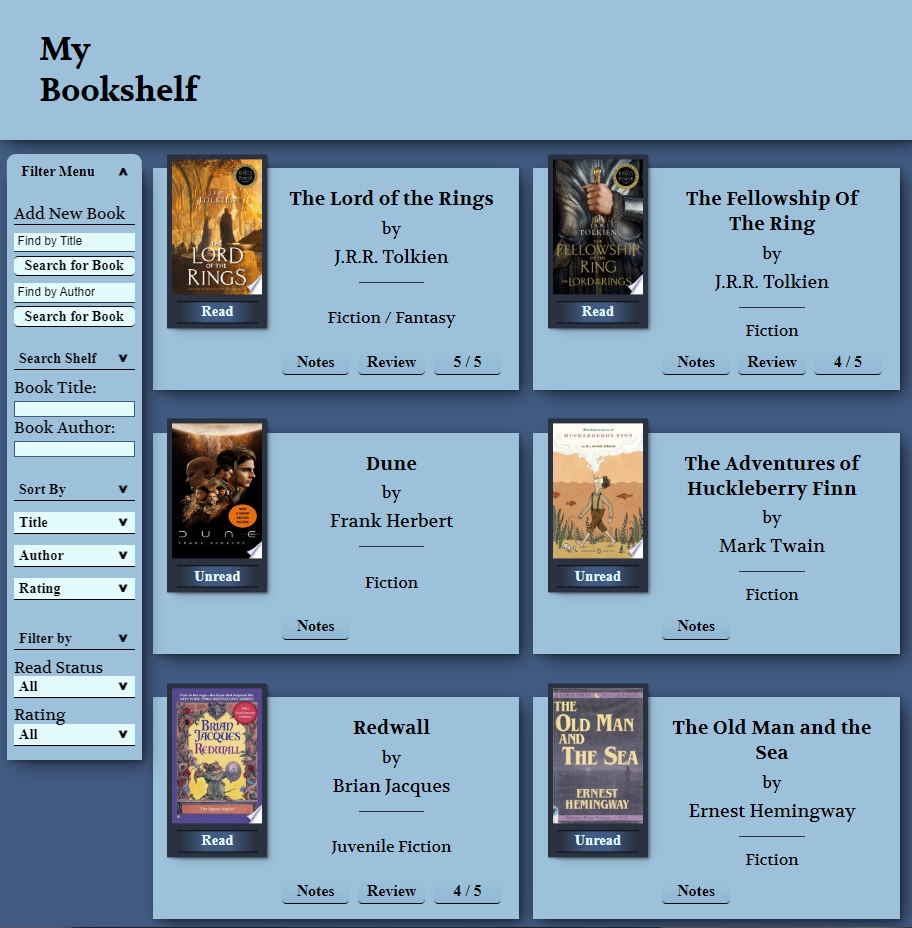 My
Bookshelf
Filter Menu
Add New Book
Find by Title
Search for Book
Find by Author
Search for Book
Search Shelf
Book Title:
Book Author:
Sort By
Title
Author
Rating
Filter by
Read Status
All
Rating
All
TOLKIEN
THE
LORD
OF THE
RINGS
Read
The Lord of the Rings
by
J.R.R. Tolkien
Fiction / Fantasy
Notes
Review
5 / 5
TOLKIEN
THE
FELLOWSHIP
OF THE
RING
THE LORD OF THE RINGS
Read
The Fellowship Of
The Ring
by
J.R.R. Tolkien
Fiction
Notes
Review
4 / 5
DUNE
FRANK HERBERT
Unread
Dune
by
Frank Herbert
Fiction
Notes
The Adventures of
HUCKLEBERRY FINN
Unread
The Adventures of
Huckleberry Finn
by
Mark Twain
Fiction
Notes
BRIAN
JACQUES
REDWALL
Read
Redwall
by
Brian Jacques
Juvenile Fiction
Notes
Review
4 / 5
THE
OLD MAN
AND
THE SEA
ERNEST
HEMINGWAY
Unread
The Old Man and the
Sea
by
Ernest Hemingway
Fiction
Notes